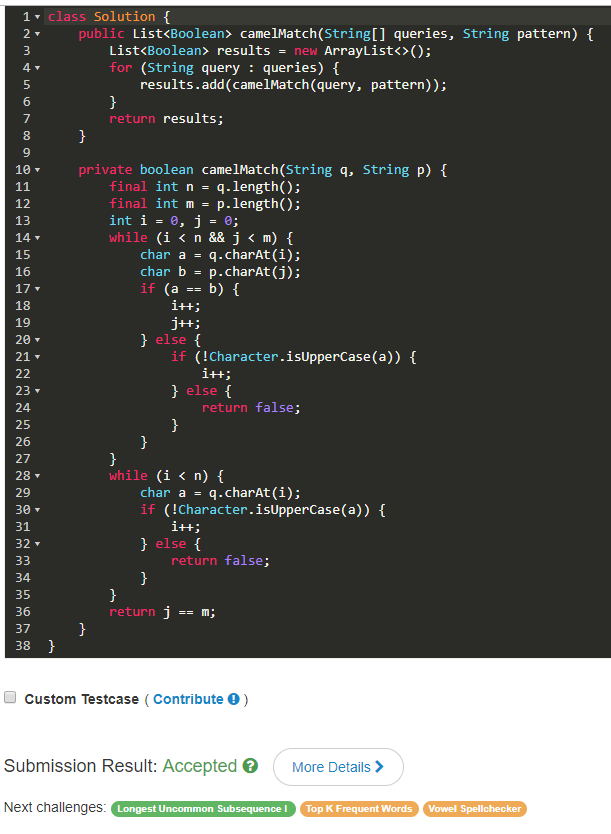 1 class Solution {
2     public List<Boolean> camelMatch(String[] queries, String pattern) {
3         List<Boolean> results = new ArrayList<>();
4         for (String query : queries) {
5             results.add(camelMatch(query, pattern));
6         }
7         return results;
8     }
9
10     private boolean camelMatch(String q, String p) {
11         final int n = q.length();
12         final int m = p.length();
13         int i = 0, j = 0;
14         while (i < n && j < m) {
15             char a = q.charAt(i);
16             char b = p.charAt(j);
17             if (a == b) {
18                 i++;
19                 j++;
20             } else {
21                 if (!Character.isUpperCase(a)) {
22                     i++;
23                 } else {
24                     return false;
25                 }
26             }
27         }
28         while (i < n) {
29             char a = q.charAt(i);
30             if (!Character.isUpperCase(a)) {
31                 i++;
32             } else {
33                 return false;
34             }
35         }
36         return j == m;
37     }
38 }
Custom Testcase ( Contribute )
Submission Result: Accepted More Details
Next challenges: Longest Uncommon Subsequence I Top K Frequent Words Vowel Spellchecker